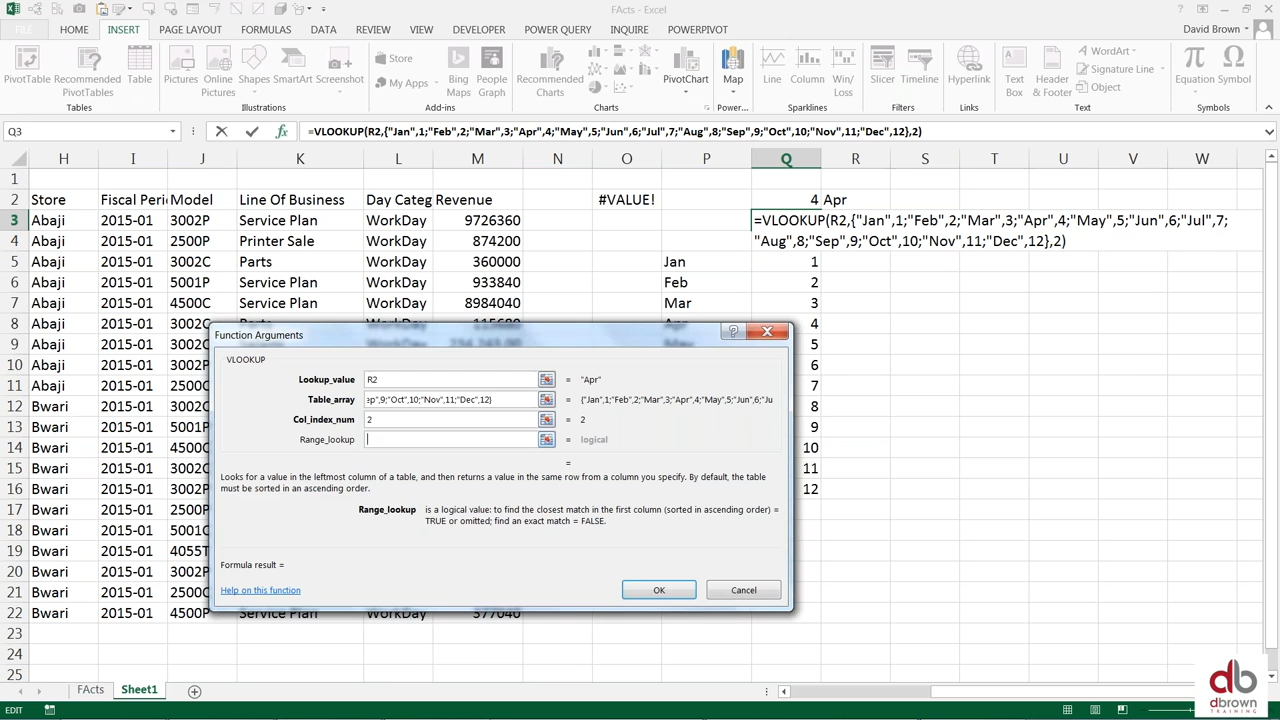 FActs - Excel
FILE HOME INSERT PAGE LAYOUT FORMULAS DATA REVIEW VIEW DEVELOPER POWER QUERY INQUIRE POWERPIVOT David Brown
PivotTable Recommended PivotTables Table Pictures Online Pictures Shapes SmartArt Screenshot Store My Apps Bing Maps People Graph Recommended Charts PivotChart Map Line Column Win/Loss Slicer Timeline Hyperlink Text Box Header & Footer WordArt Signature Line Object Equation Symbol
Tables Illustrations Add-ins Charts Power... Sparklines Filters Links Text Symbols
Q3 fx =VLOOKUP(R2,{"Jan",1;"Feb",2;"Mar",3;"Apr",4;"May",5;"Jun",6;"Jul",7;"Aug",8;"Sep",9;"Oct",10;"Nov",11;"Dec",12},2)
H I J K L M N O P Q R S T U V W
1
2 Store Fiscal Peri Model Line Of Business Day Categ Revenue #VALUE! 4 Apr
3 Abaji 2015-01 3002P Service Plan WorkDay 9726360 =VLOOKUP(R2,{"Jan",1;"Feb",2;"Mar",3;"Apr",4;"May",5;"Jun",6;"Jul",7;
4 Abaji 2015-01 2500P Printer Sale WorkDay 874200 "Aug",8;"Sep",9;"Oct",10;"Nov",11;"Dec",12},2)
5 Abaji 2015-01 3002C Parts WorkDay 360000 Jan 1
6 Abaji 2015-01 5001P Service Plan WorkDay 933840 Feb 2
7 Abaji 2015-01 4500C Service Plan WorkDay 8984040 Mar 3
8 Abaji 2015-01 3002C Parts WorkDay 115680 Apr 4
9 Abaji 2015-01 2500C 5
10 Abaji 2015-01 3002P 6
11 Abaji 2015-01 2500C 7
12 Bwari 2015-01 3002C 8
13 Bwari 2015-01 5001P 9
14 Bwari 2015-01 4500C 10
15 Bwari 2015-01 3002C 11
16 Bwari 2015-01 3002P 12
17 Bwari 2015-01 2500P
18 Bwari 2015-01 5001C
19 Bwari 2015-01 4055T
20 Bwari 2015-01 3002P
21 Bwari 2015-01 2500C
22 Bwari 2015-01 4500P Service Plan WorkDay 377040
23
24
25
Function Arguments
VLOOKUP
Lookup_value R2 = "Apr"
Table_array ep",9;"Oct",10;"Nov",11;"Dec",12} = {"Jan",1;"Feb",2;"Mar",3;"Apr",4;"May",5;"Jun",6;"Ju
Col_index_num 2 = 2
Range_lookup = logical
=
Looks for a value in the leftmost column of a table, and then returns a value in the same row from a column you specify. By default, the table
must be sorted in an ascending order.
Range_lookup is a logical value: to find the closest match in the first column (sorted in ascending order) =
TRUE or omitted; find an exact match = FALSE.
Formula result =
Help on this function
OK Cancel
FActs Sheet1
EDIT
db
dbrown
TRAINING